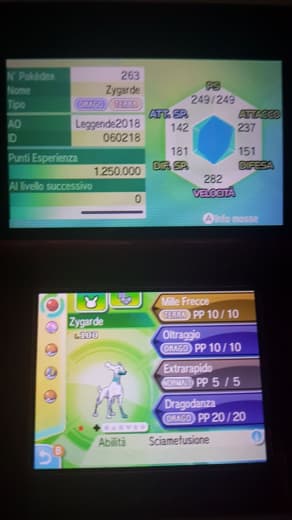 N° Pokédex 263
Nome Zygarde
Tipo DRAGO TERRA
AO Leggende2018
ID 060218
Punti Esperienza
1.250.000
Al livello successivo
0
PS
249/249
ATT. SP. 142
ATTACCO 237
DIF. SP. 181
DIFESA 151
282
VELOCITÀ
A Info mosse
Zygarde
100
Mille Frecce
TERRA PP 10/10
Oltraggio
DRAGO PP 10/10
Extrarapido
NORMALE PP 5/5
Dragodanza
DRAGO PP 20/20
Abilità Sciamefusione
B